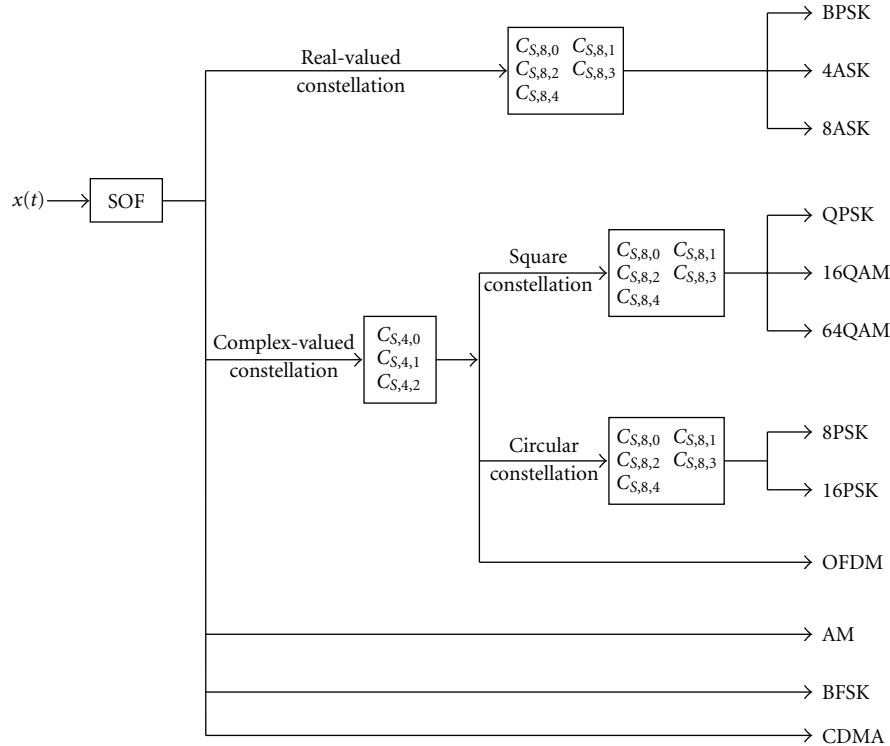 BPSK
Real-valued
constellation
C_{S,8,0} C_{S,8,1}
C_{S,8,2} C_{S,8,3}
C_{S,8,4}
4ASK
8ASK
x(t)
SOF
QPSK
Square
constellation
C_{S,8,0} C_{S,8,1}
C_{S,8,2} C_{S,8,3}
C_{S,8,4}
16QAM
64QAM
Complex-valued
constellation
C_{S,4,0}
C_{S,4,1}
C_{S,4,2}
Circular
constellation
C_{S,8,0} C_{S,8,1}
C_{S,8,2} C_{S,8,3}
C_{S,8,4}
8PSK
16PSK
OFDM
AM
BFSK
CDMA